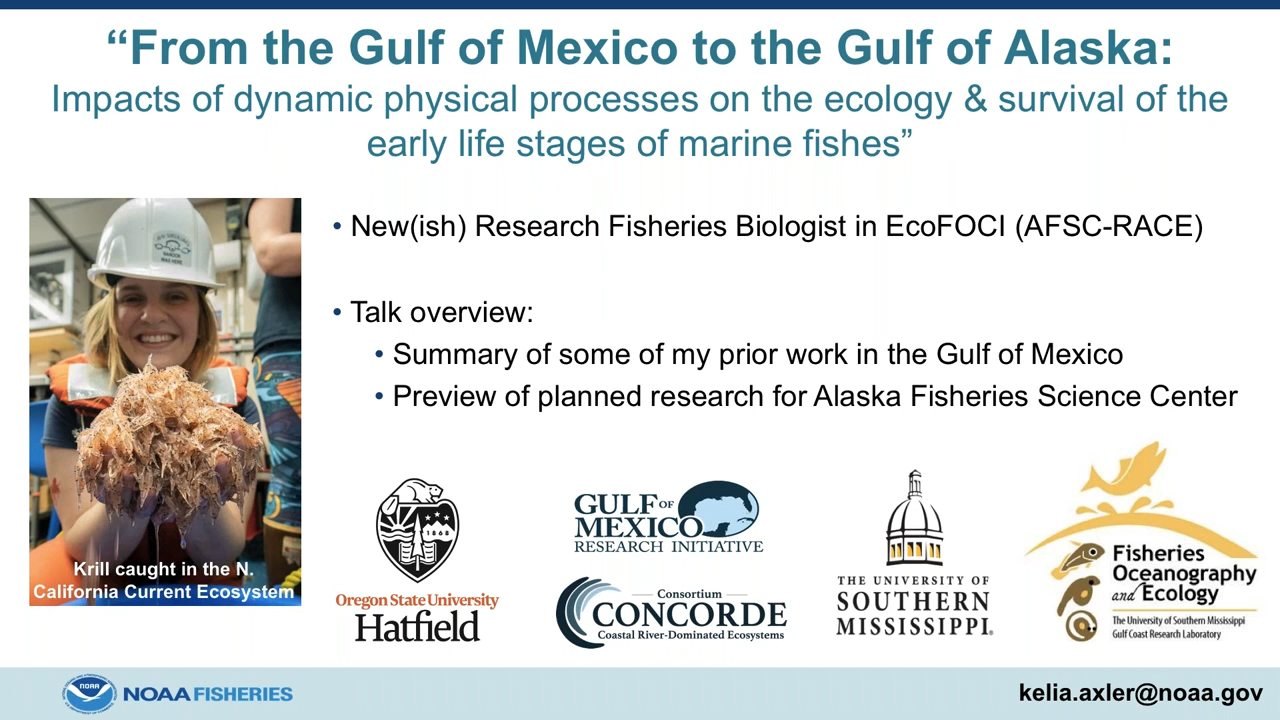 “From the Gulf of Mexico to the Gulf of Alaska:
Impacts of dynamic physical processes on the ecology & survival of the
early life stages of marine fishes”
• New(ish) Research Fisheries Biologist in EcoFOCI (AFSC-RACE)
• Talk overview:
• Summary of some of my prior work in the Gulf of Mexico
• Preview of planned research for Alaska Fisheries Science Center
Krill caught in the N.
California Current Ecosystem
1868
Oregon State University
Hatfield
GULF OF
MEXICO
RESEARCH INITIATIVE
Consortium
CONCORDE
Coastal River-Dominated Ecosystems
THE UNIVERSITY OF
SOUTHERN
MISSISSIPPI®
Fisheries
Oceanography
and Ecology
The University of Southern Mississippi
Gulf Coast Research Laboratory
NOAA
NOAA FISHERIES
kelia.axler@noaa.gov